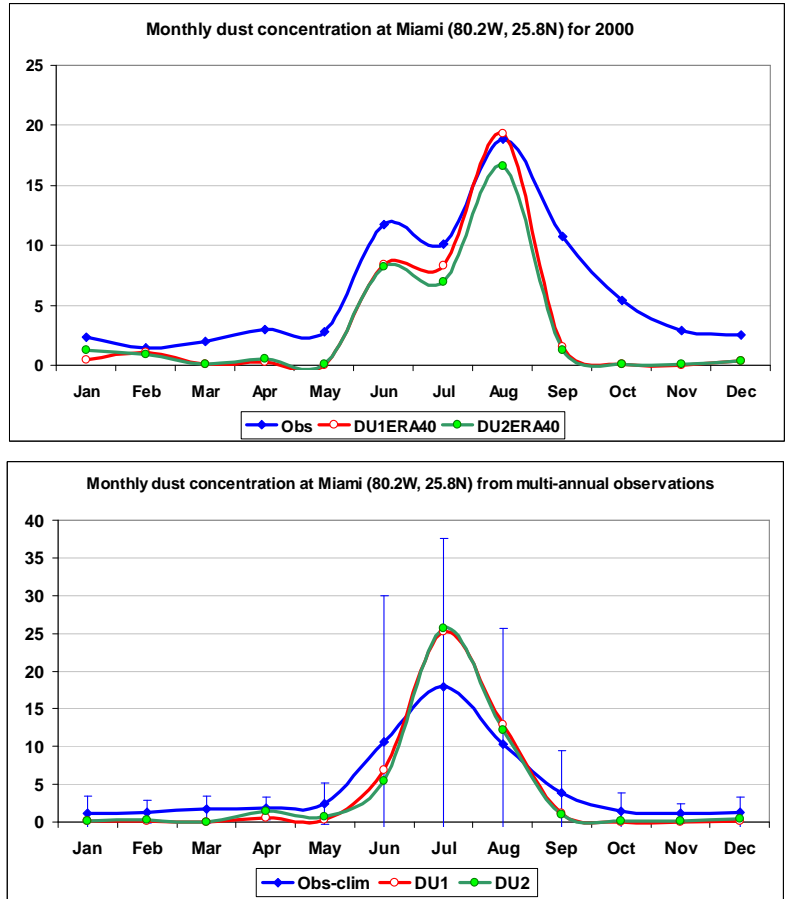 Monthly dust concentration at Miami (80.2W, 25.8N) for 2000
25
20
15
10
5
0
Jan Feb Mar Apr May Jun Jul Aug Sep Oct Nov Dec
Obs DU1ERA40 DU2ERA40
Monthly dust concentration at Miami (80.2W, 25.8N) from multi-annual observations
40
35
30
25
20
15
10
5
0
Jan Feb Mar Apr May Jun Jul Aug Sep Oct Nov Dec
Obs-clim DU1 DU2